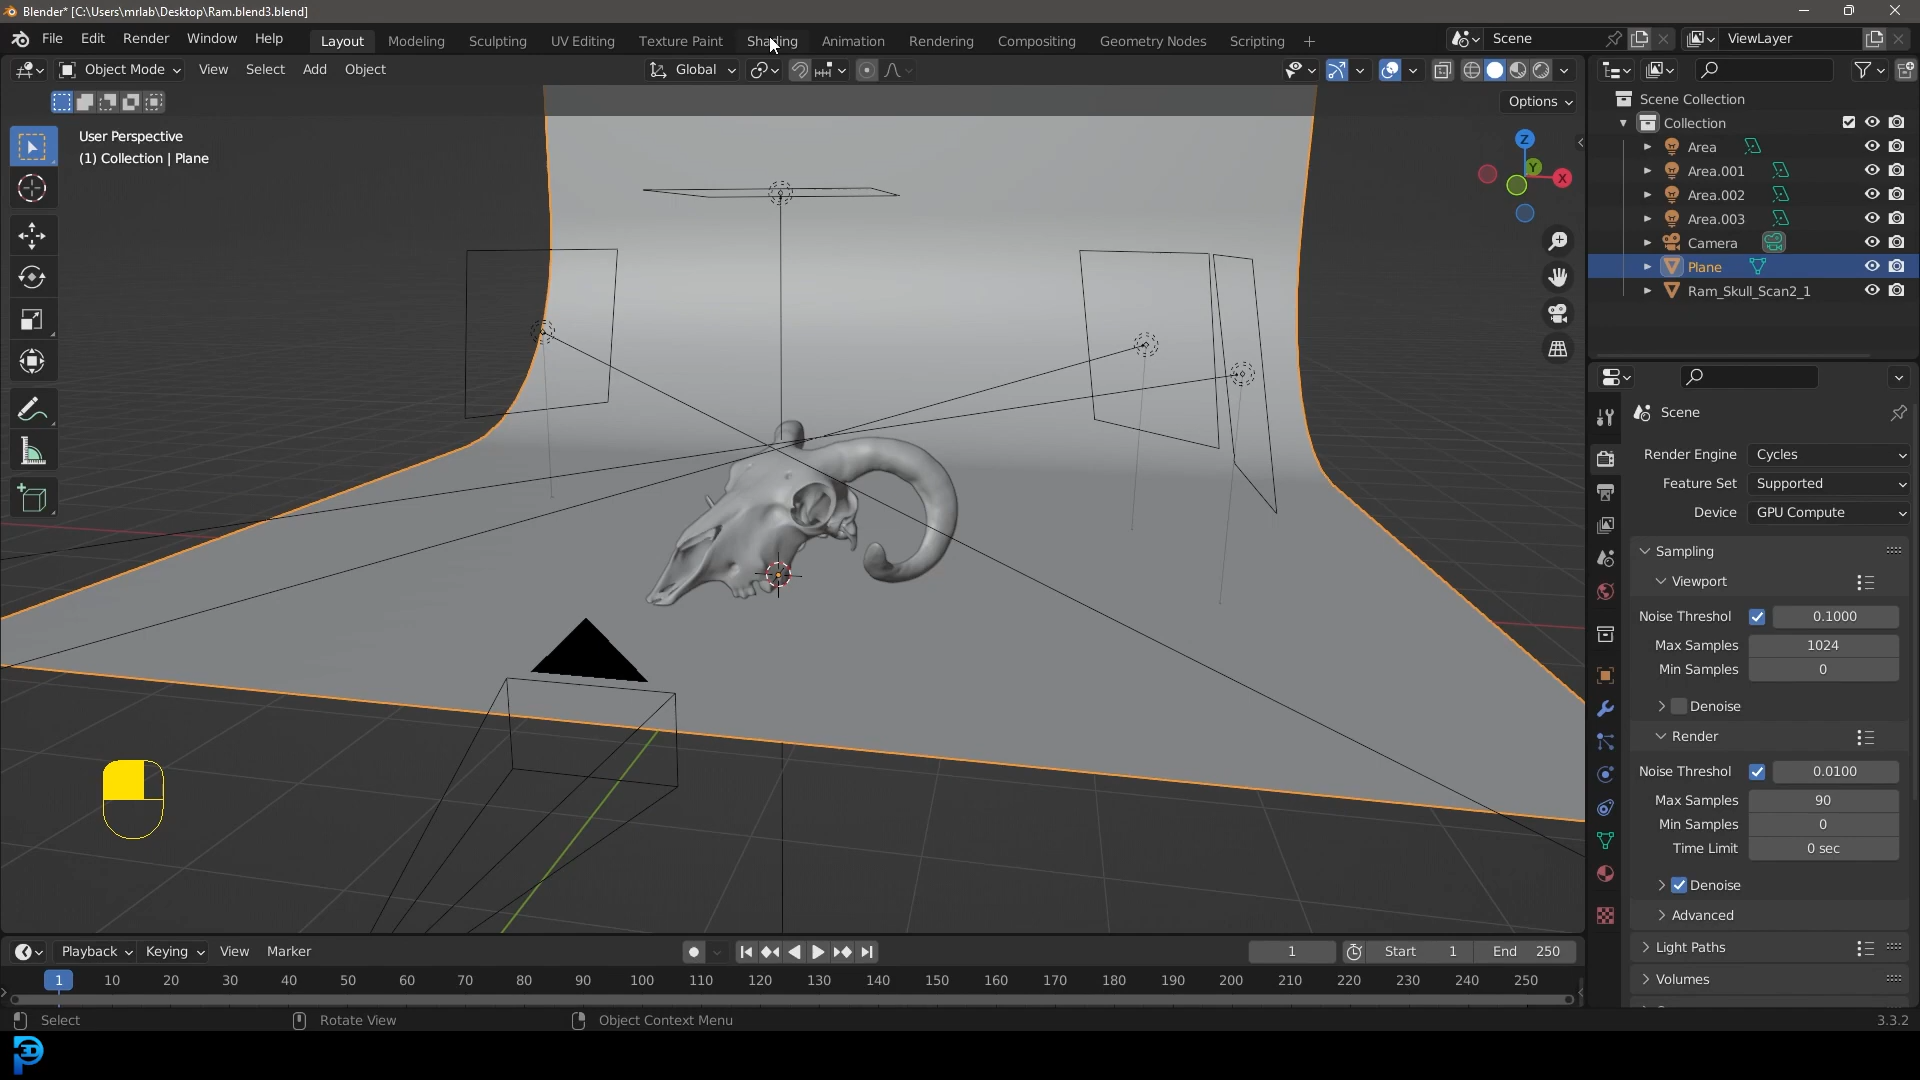 Blender* [C:\Users\mrlab\Desktop\Ram.blend3.blend]
File Edit Render Window Help Layout Modeling Sculpting UV Editing Texture Paint Shading Animation Rendering Compositing Geometry Nodes Scripting + Scene ViewLayer
Object Mode View Select Add Object Global
Options
User Perspective
(1) Collection | Plane
Z
Y
X
Scene Collection
Collection
Area
Area.001
Area.002
Area.003
Camera
Plane
Ram_Skull_Scan2_1
Scene
Render Engine Cycles
Feature Set Supported
Device GPU Compute
Sampling
Viewport
Noise Threshol 0.1000
Max Samples 1024
Min Samples 0
Denoise
Render
Noise Threshol 0.0100
Max Samples 90
Min Samples 0
Time Limit 0 sec
Denoise
Advanced
Light Paths
Volumes
Playback Keying View Marker 1 Start 1 End 250
1 10 20 30 40 50 60 70 80 90 100 110 120 130 140 150 160 170 180 190 200 210 220 230 240 250
Select Rotate View Object Context Menu 3.3.2
3D